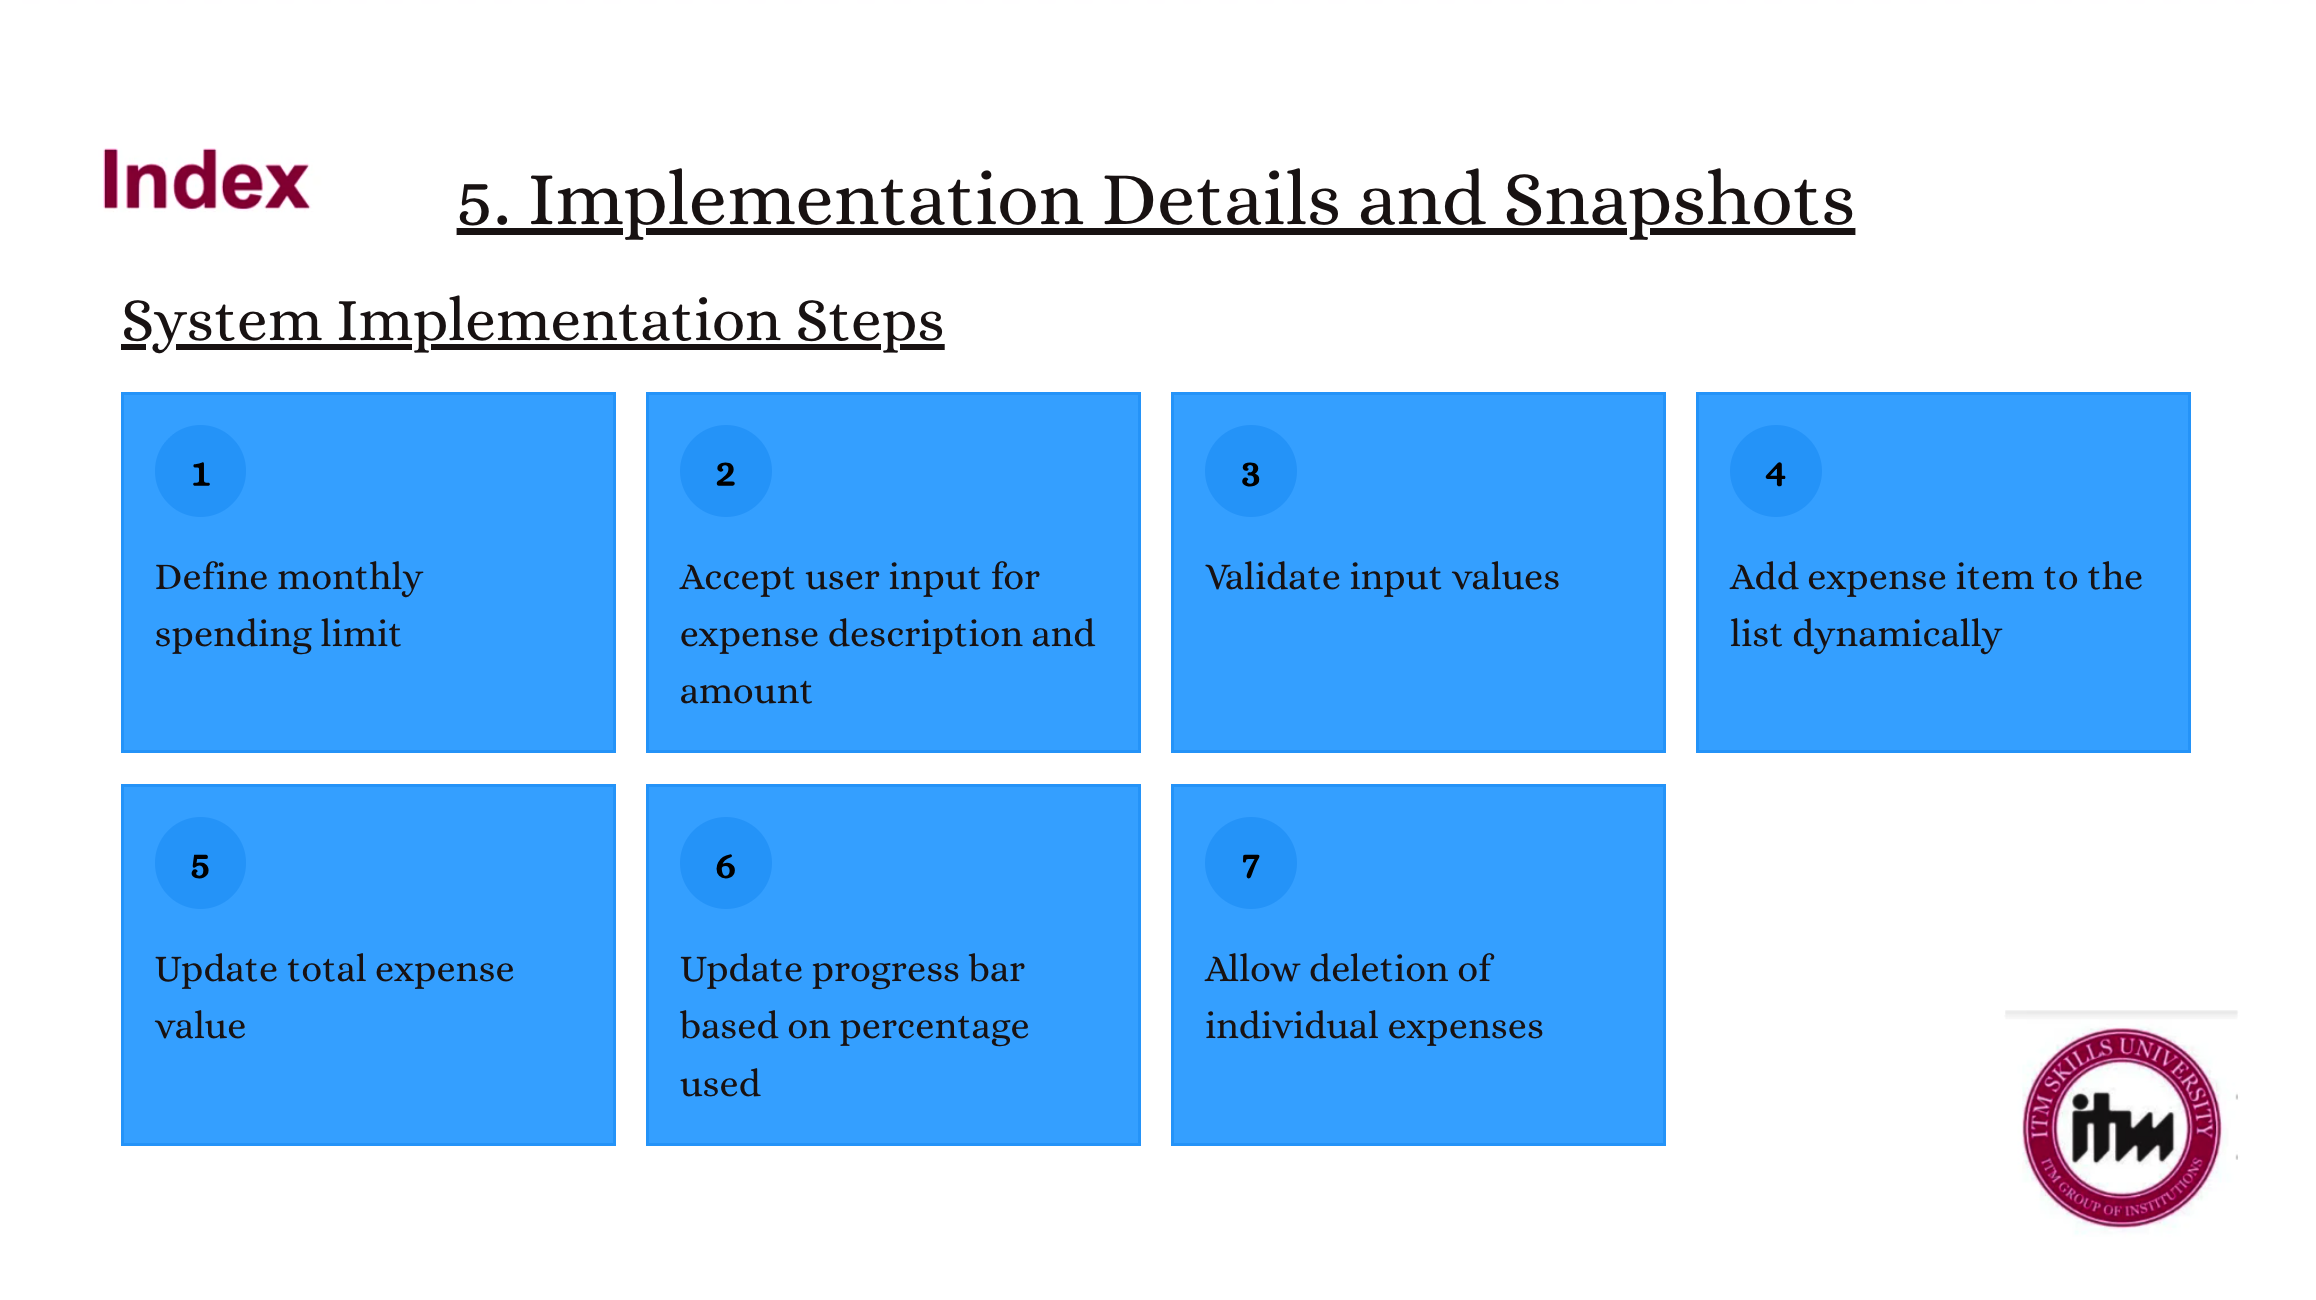 Index
5. Implementation Details and Snapshots
System Implementation Steps
1
Define monthly
spending limit
2
Accept user input for
expense description and
amount
3
Validate input values
4
Add expense item to the
list dynamically
5
Update total expense
value
6
Update progress bar
based on percentage
used
7
Allow deletion of
individual expenses
ITM SKILLS UNIVERSITY
itm
ITM GROUP OF INSTITUTIONS